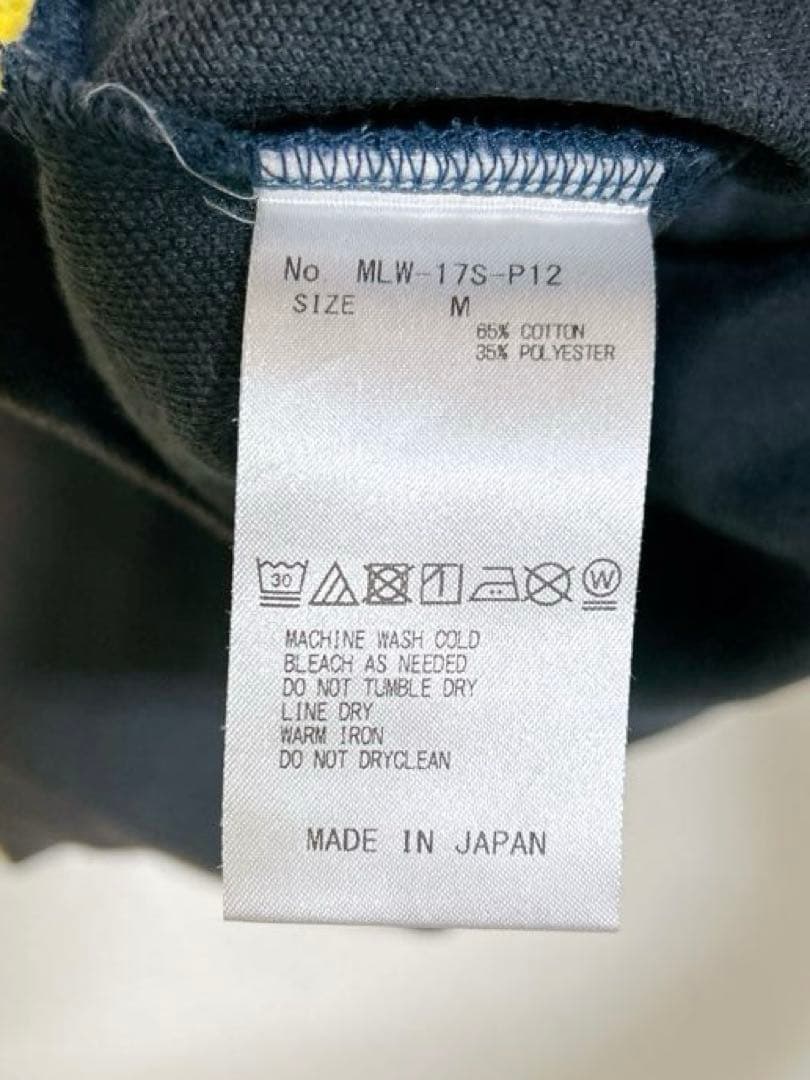 No. MLW-17S-P12
SIZE M
65% COTTON
35% POLYESTER
30 W
MACHINE WASH COLD
BLEACH AS NEEDED
DO NOT TUMBLE DRY
LINE DRY
WARM IRON
DO NOT DRYCLEAN
MADE IN JAPAN